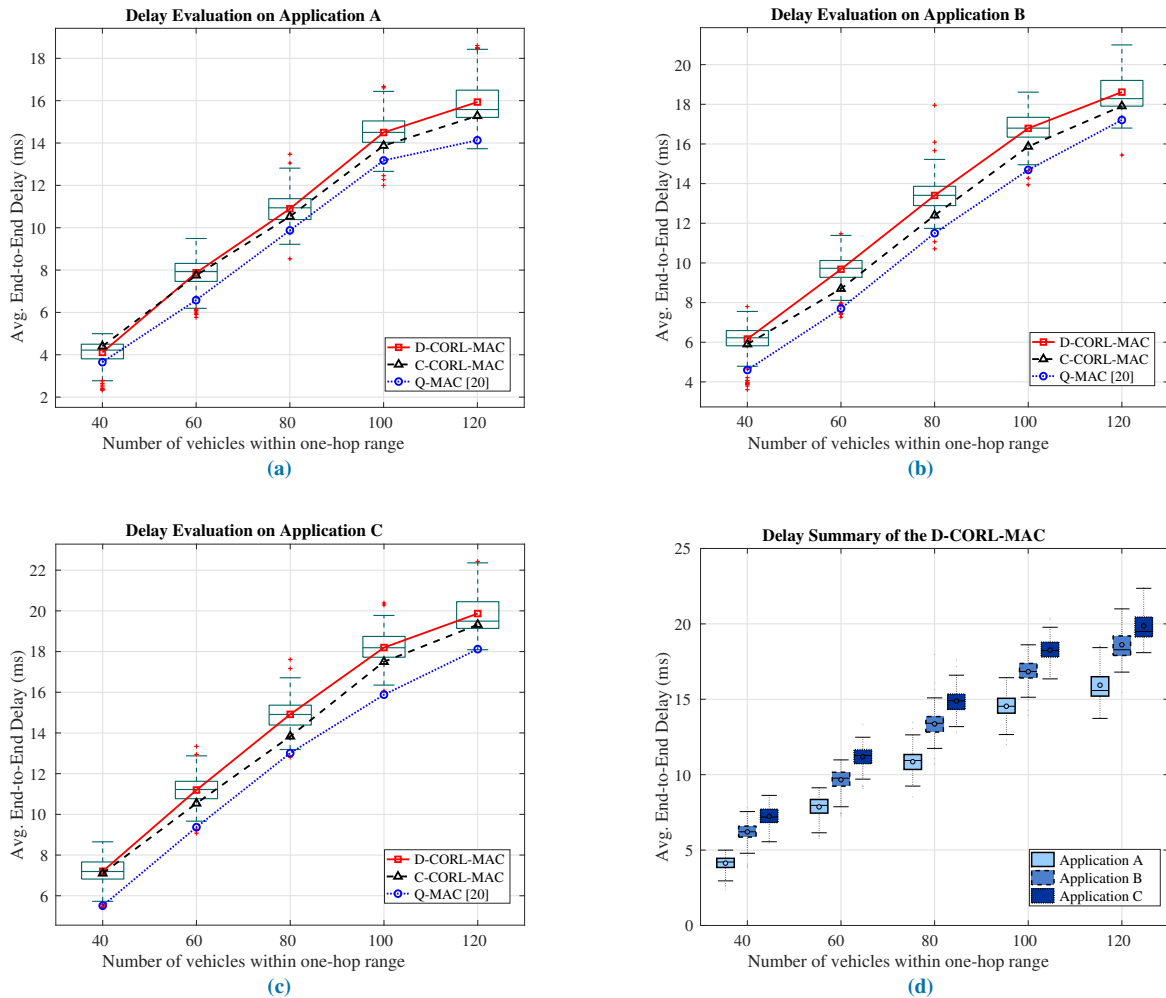 Delay Evaluation on Application A
Avg. End-to-End Delay (ms)
18
16
14
12
10
8
6
4
2
D-CORL-MAC
C-CORL-MAC
Q-MAC [20]
40 60 80 100 120
Number of vehicles within one-hop range
(a)
Delay Evaluation on Application B
Avg. End-to-End Delay (ms)
20
18
16
14
12
10
8
6
4
D-CORL-MAC
C-CORL-MAC
Q-MAC [20]
40 60 80 100 120
Number of vehicles within one-hop range
(b)
Delay Evaluation on Application C
Avg. End-to-End Delay (ms)
22
20
18
16
14
12
10
8
6
D-CORL-MAC
C-CORL-MAC
Q-MAC [20]
40 60 80 100 120
Number of vehicles within one-hop range
(c)
Delay Summary of the D-CORL-MAC
Avg. End-to-End Delay (ms)
25
20
15
10
5
0
Application A
Application B
Application C
40 60 80 100 120
Number of vehicles within one-hop range
(d)